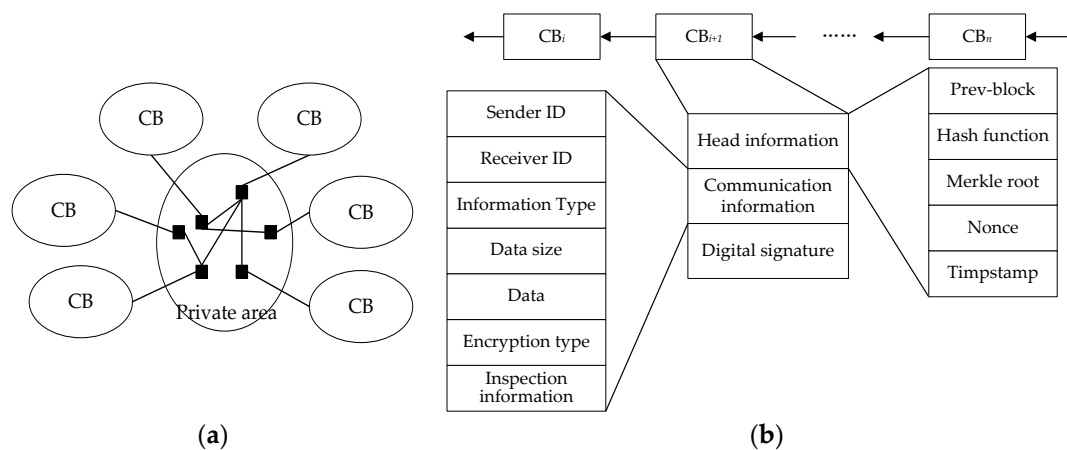 CB
CB
CB
CB
CB
CB
Private area
(a)
CBi
CBi+1
......
CBn
Sender ID
Receiver ID
Information Type
Data size
Data
Encryption type
Inspection
information
Head information
Communication
information
Digital signature
Prev-block
Hash function
Merkle root
Nonce
Timpstamp
(b)